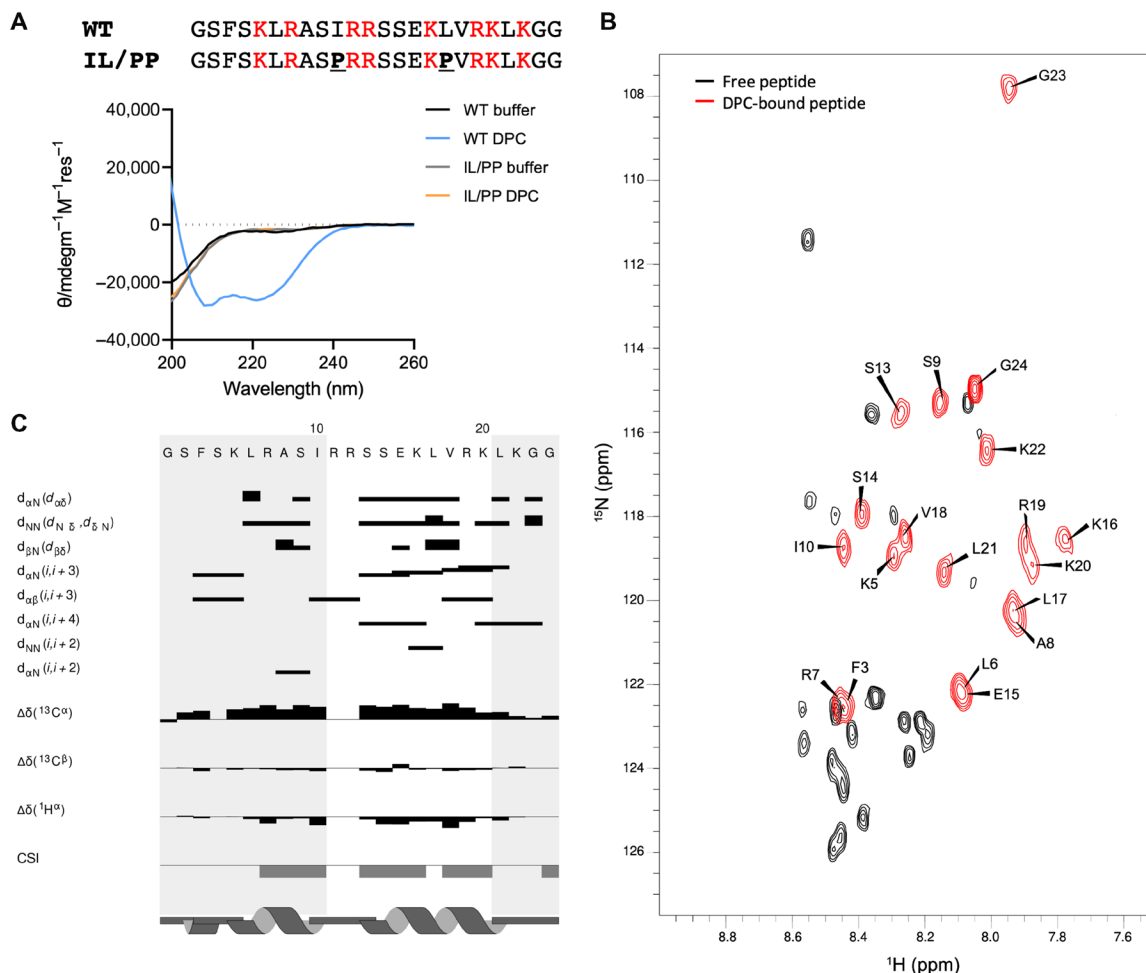 A
WT GSFSKLRASIRRSSEKLVRKLKGG
IL/PP GSFSKLRASPRRSSEKPVRKLKGG
40,000
20,000
0
−20,000
−40,000
θ/mdegm⁻¹M⁻¹res⁻¹
200 220 240 260
Wavelength (nm)
WT buffer
WT DPC
IL/PP buffer
IL/PP DPC
B
Free peptide
DPC-bound peptide
G23
S13
S9
G24
K22
S14
V18
R19
K16
I10
K5
L21
K20
L17
A8
R7
F3
L6
E15
108
110
112
114
116
118
120
122
124
126
¹⁵N (ppm)
8.8 8.6 8.4 8.2 8.0 7.8 7.6
¹H (ppm)
C
10 20
G S F S K L R A S I R R S S E K L V R K L K G G
dαN(dαδ)
dNN(dN δ, dδ N)
dβN(dβδ)
dαN(i,i+3)
dαβ(i,i+3)
dαN(i,i+4)
dNN(i,i+2)
dαN(i,i+2)
Δδ(¹³Cα)
Δδ(¹³Cβ)
Δδ(¹Hα)
CSI